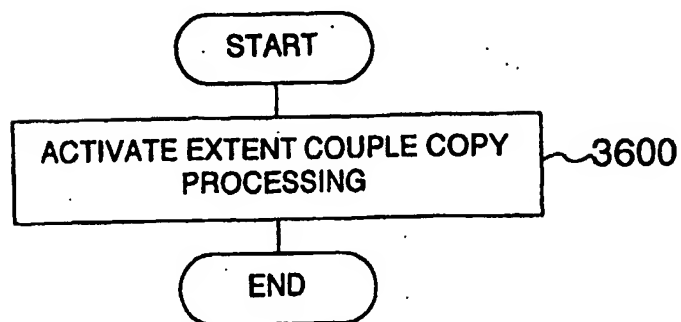 START
ACTIVATE EXTENT COUPLE COPY
PROCESSING
3600
END